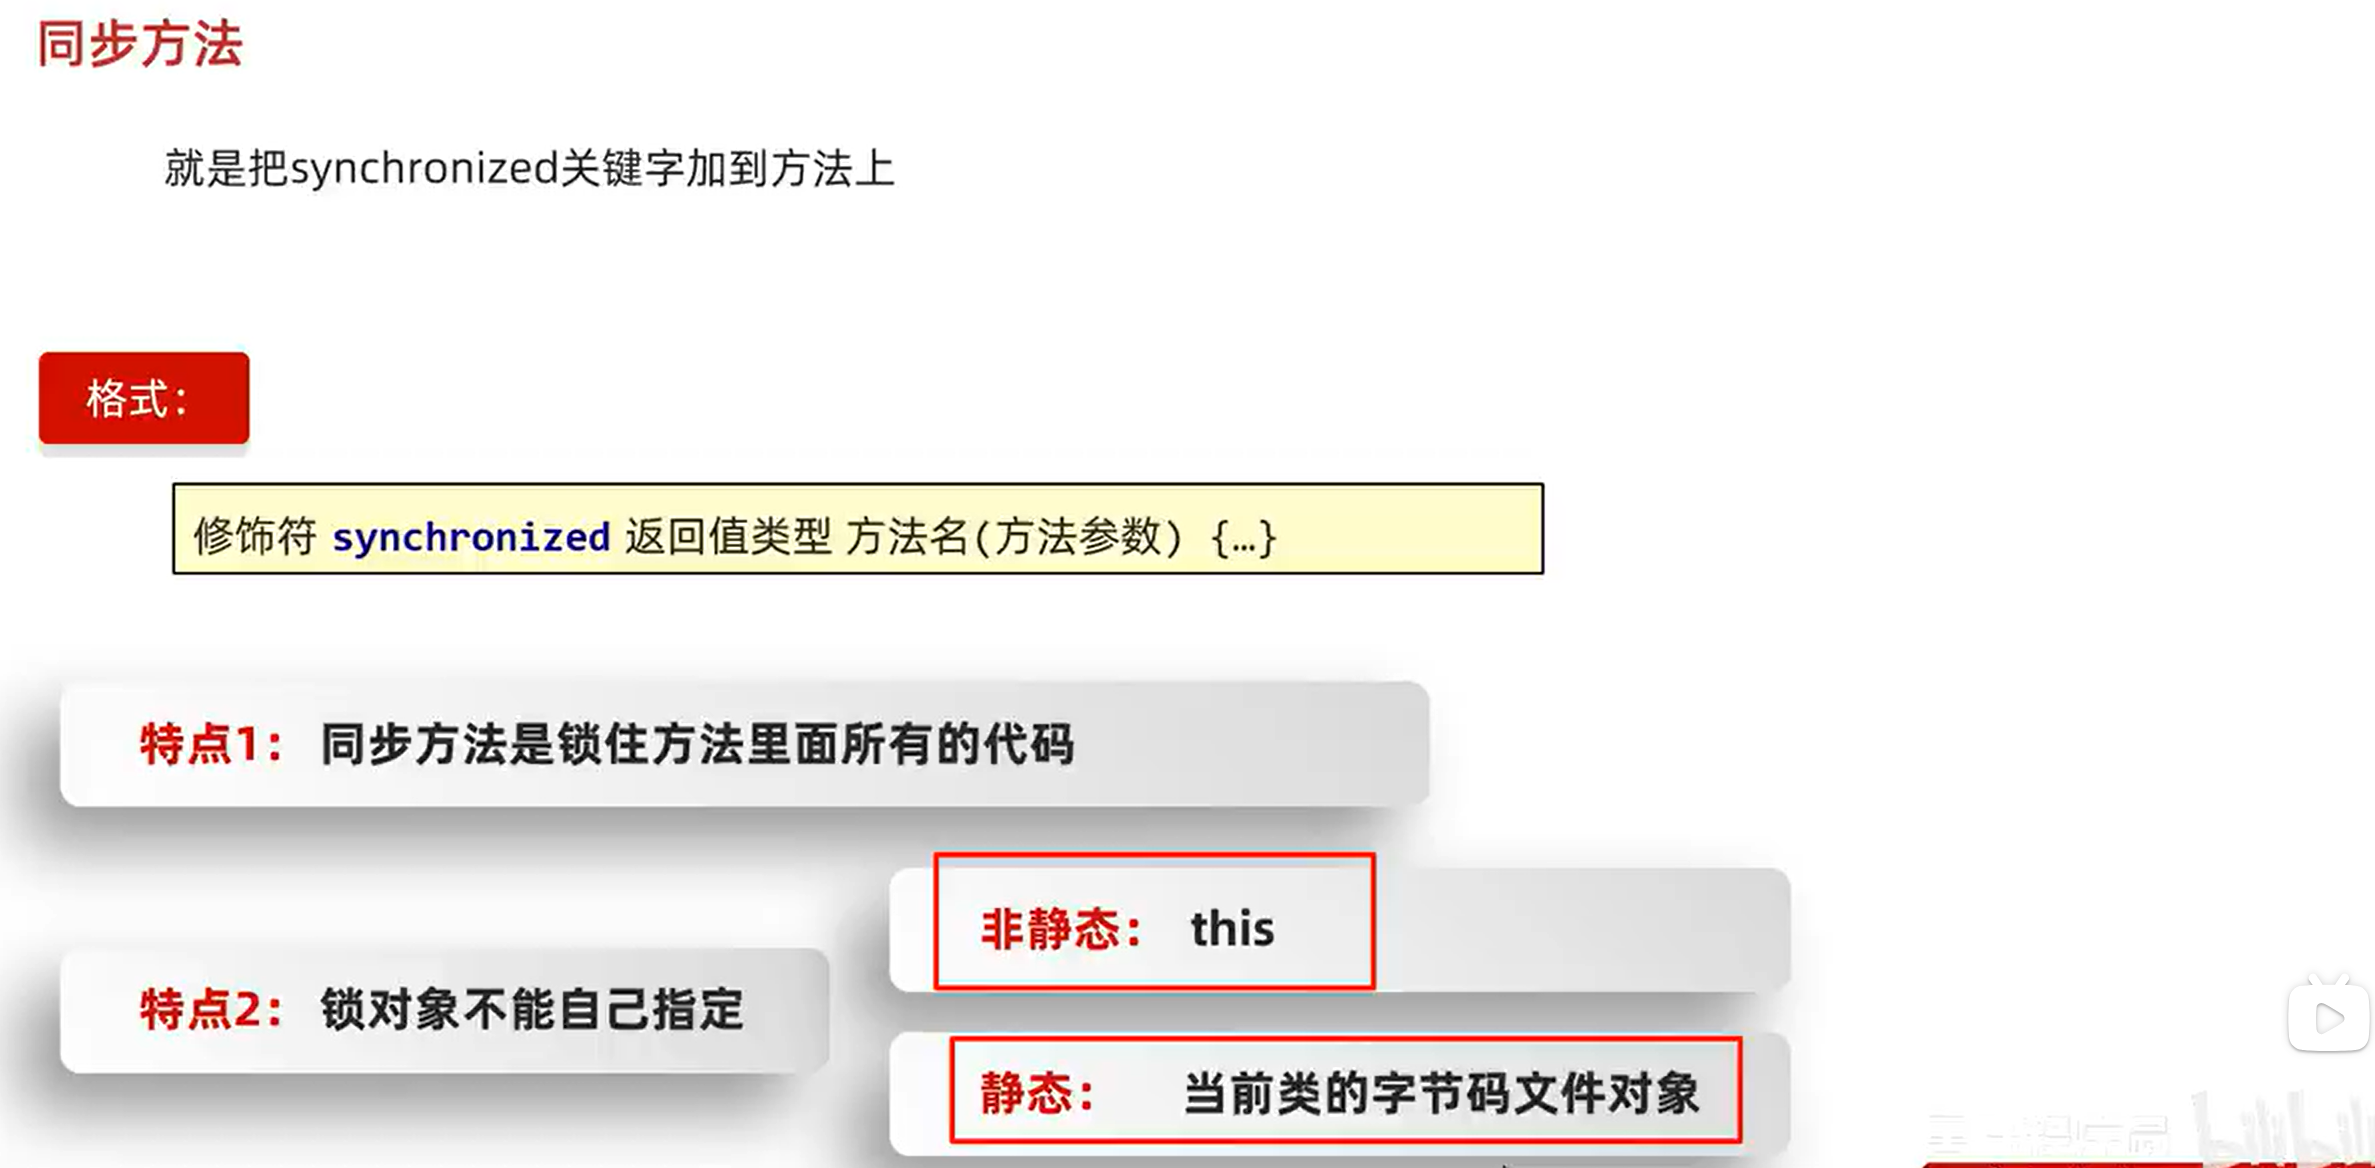 同步方法
就是把synchronized关键字加到方法上
格式：
修饰符 synchronized 返回值类型 方法名(方法参数) {…}
特点1： 同步方法是锁住方法里面所有的代码
特点2： 锁对象不能自己指定
非静态： this
静态： 当前类的字节码文件对象
bilibili